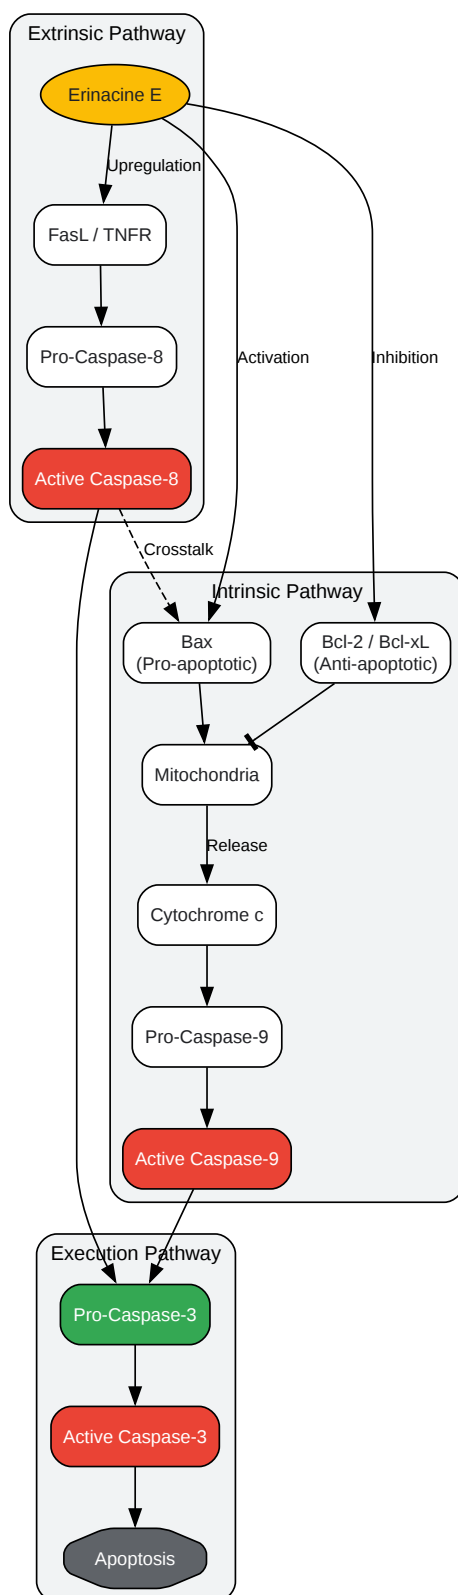 Extrinsic Pathway
Erinacine E
Upregulation
FasL / TNFR
Pro-Caspase-8
Activation
Inhibition
Active Caspase-8
Crosstalk
Intrinsic Pathway
Bax
(Pro-apoptotic)
Bcl-2 / Bcl-xL
(Anti-apoptotic)
Mitochondria
Release
Cytochrome c
Pro-Caspase-9
Active Caspase-9
Execution Pathway
Pro-Caspase-3
Active Caspase-3
Apoptosis